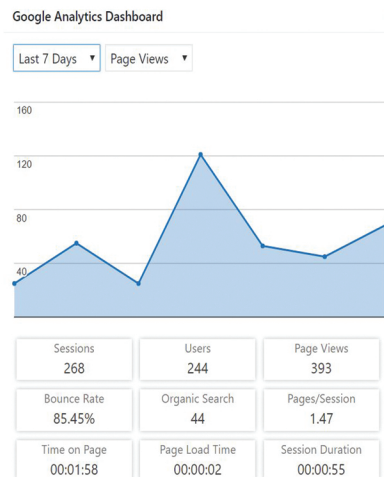 Google Analytics Dashboard
Last 7 Days Page Views
160
120
80
40
Sessions Users Page Views
268 244 393
Bounce Rate Organic Search Pages/Session
85.45% 44 1.47
Time on Page Page Load Time Session Duration
00:01:58 00:00:02 00:00:55